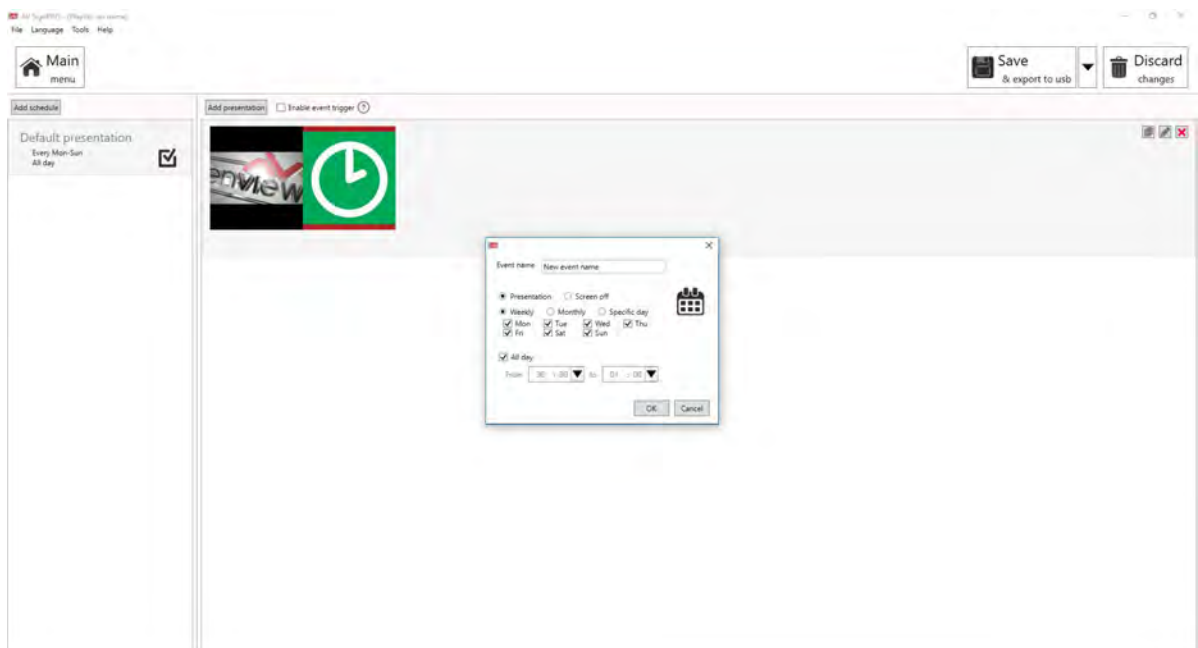 File Language Tools Help
Main
menu
Save
& export to usb
Discard
changes
Add schedule
Add presentation Enable event trigger ?
Default presentation
Every Mon-Sun
All day
enview
Event name New event name
Presentation Screen off
Weekly Monthly Specific day
Mon Tue Wed Thu
Fri Sat Sun
All day
From to
OK Cancel